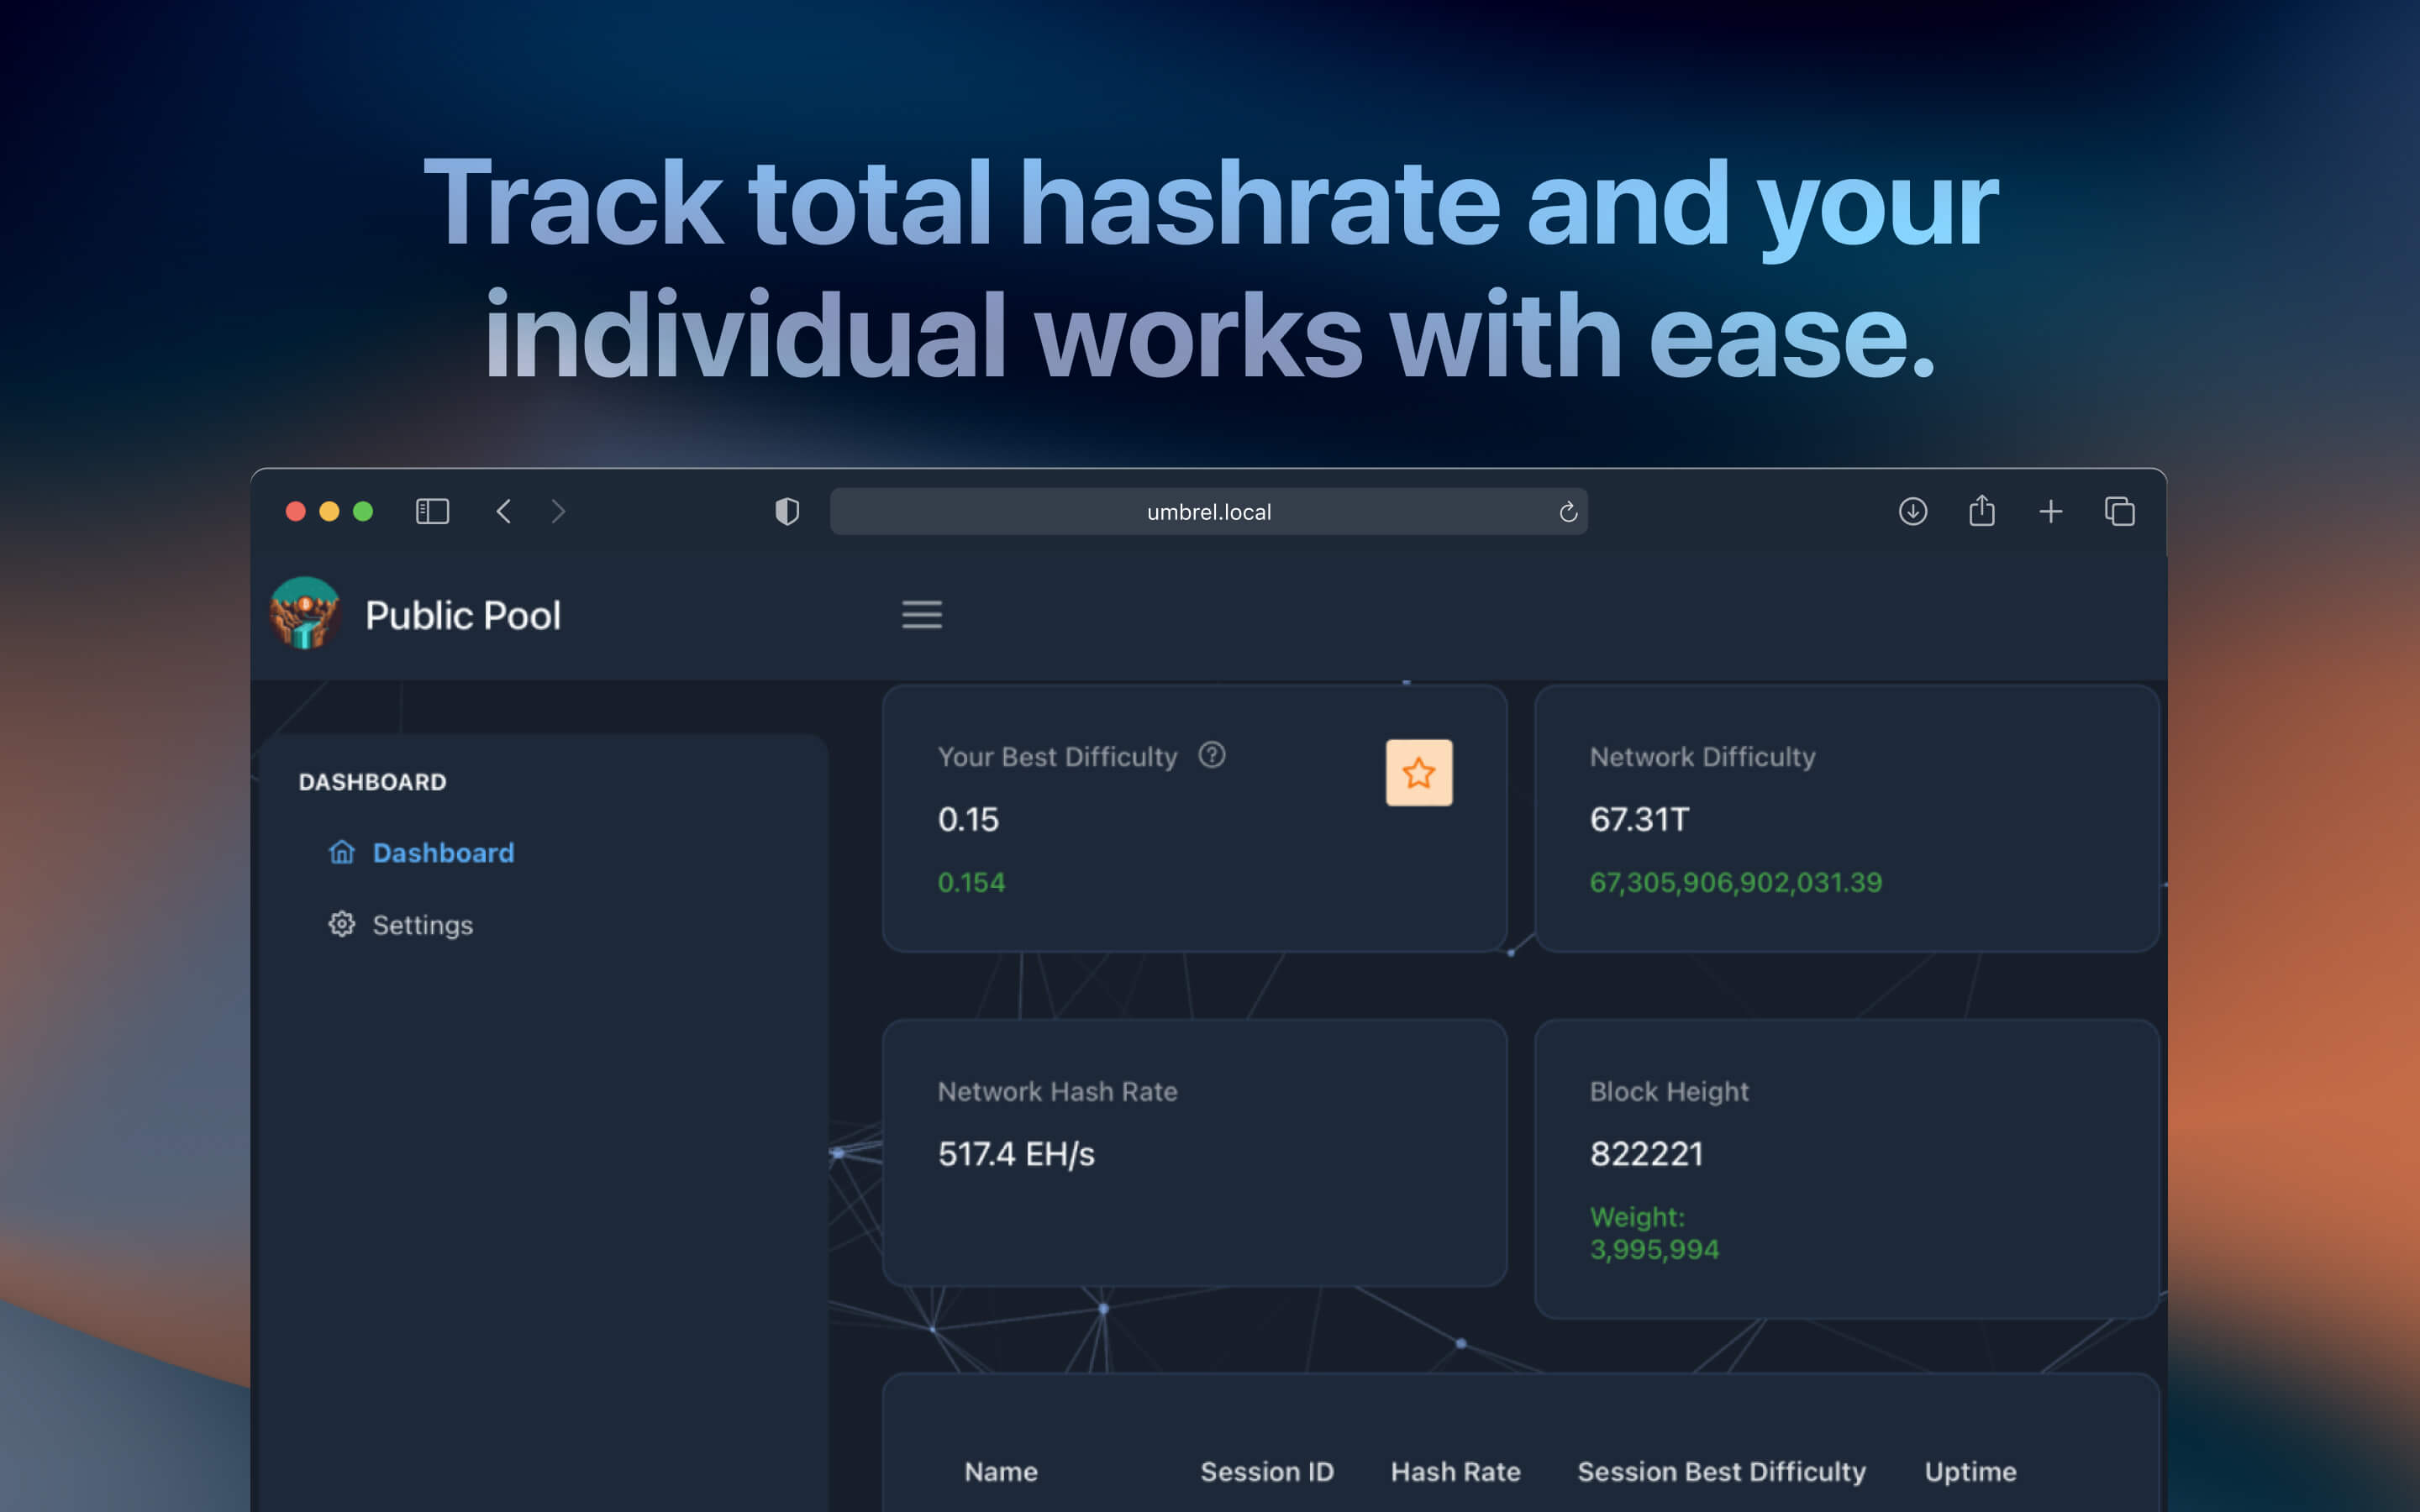 Track total hashrate and your
individual works with ease.
umbrel.local
Public Pool
DASHBOARD
Dashboard
Settings
Your Best Difficulty
0.15
0.154
Network Difficulty
67.31T
67,305,906,902,031.39
Network Hash Rate
517.4 EH/s
Block Height
822221
Weight:
3,995,994
Name Session ID Hash Rate Session Best Difficulty Uptime